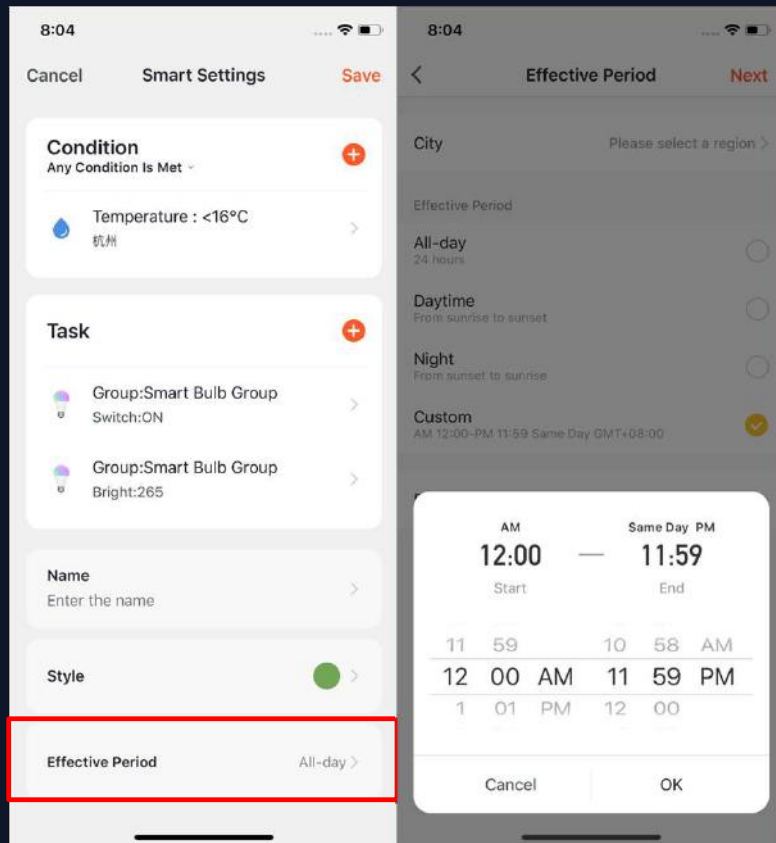 8:04
Cancel Smart Settings Save
Condition
Any Condition Is Met
Temperature : <16°C
杭州
Task
Group:Smart Bulb Group
Switch:ON
Group:Smart Bulb Group
Bright:265
Name
Enter the name
Style
Effective Period All-day
8:04
Effective Period Next
City Please select a region
Effective Period
All-day
24 hours
Daytime
From sunrise to sunset
Night
From sunset to sunrise
Custom
AM 12:00-PM 11:59 Same Day GMT+08:00
AM Same Day PM
12:00 — 11:59
Start End
11 59 10 58 AM
12 00 AM 11 59 PM
1 01 PM 12 00
Cancel OK